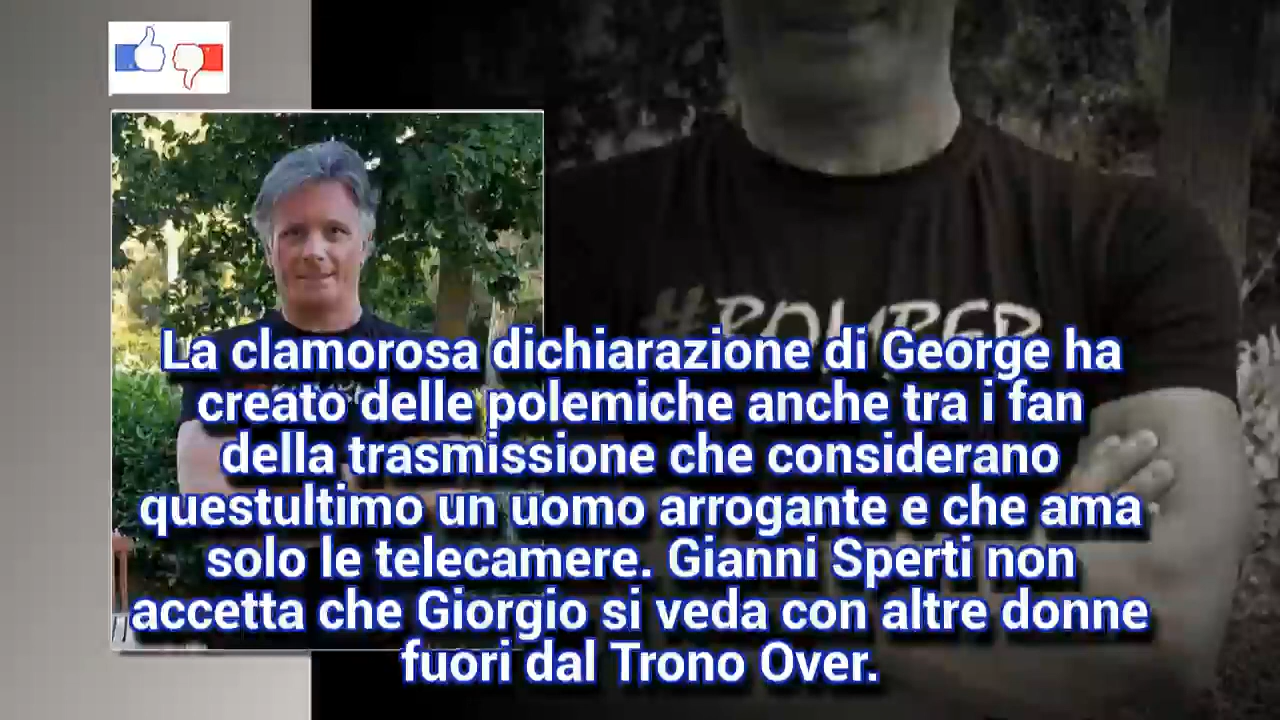 #BOMBER
La clamorosa dichiarazione di George ha
creato delle polemiche anche tra i fan
della trasmissione che considerano
questultimo un uomo arrogante e che ama
solo le telecamere. Gianni Sperti non
accetta che Giorgio si veda con altre donne
fuori dal Trono Over.